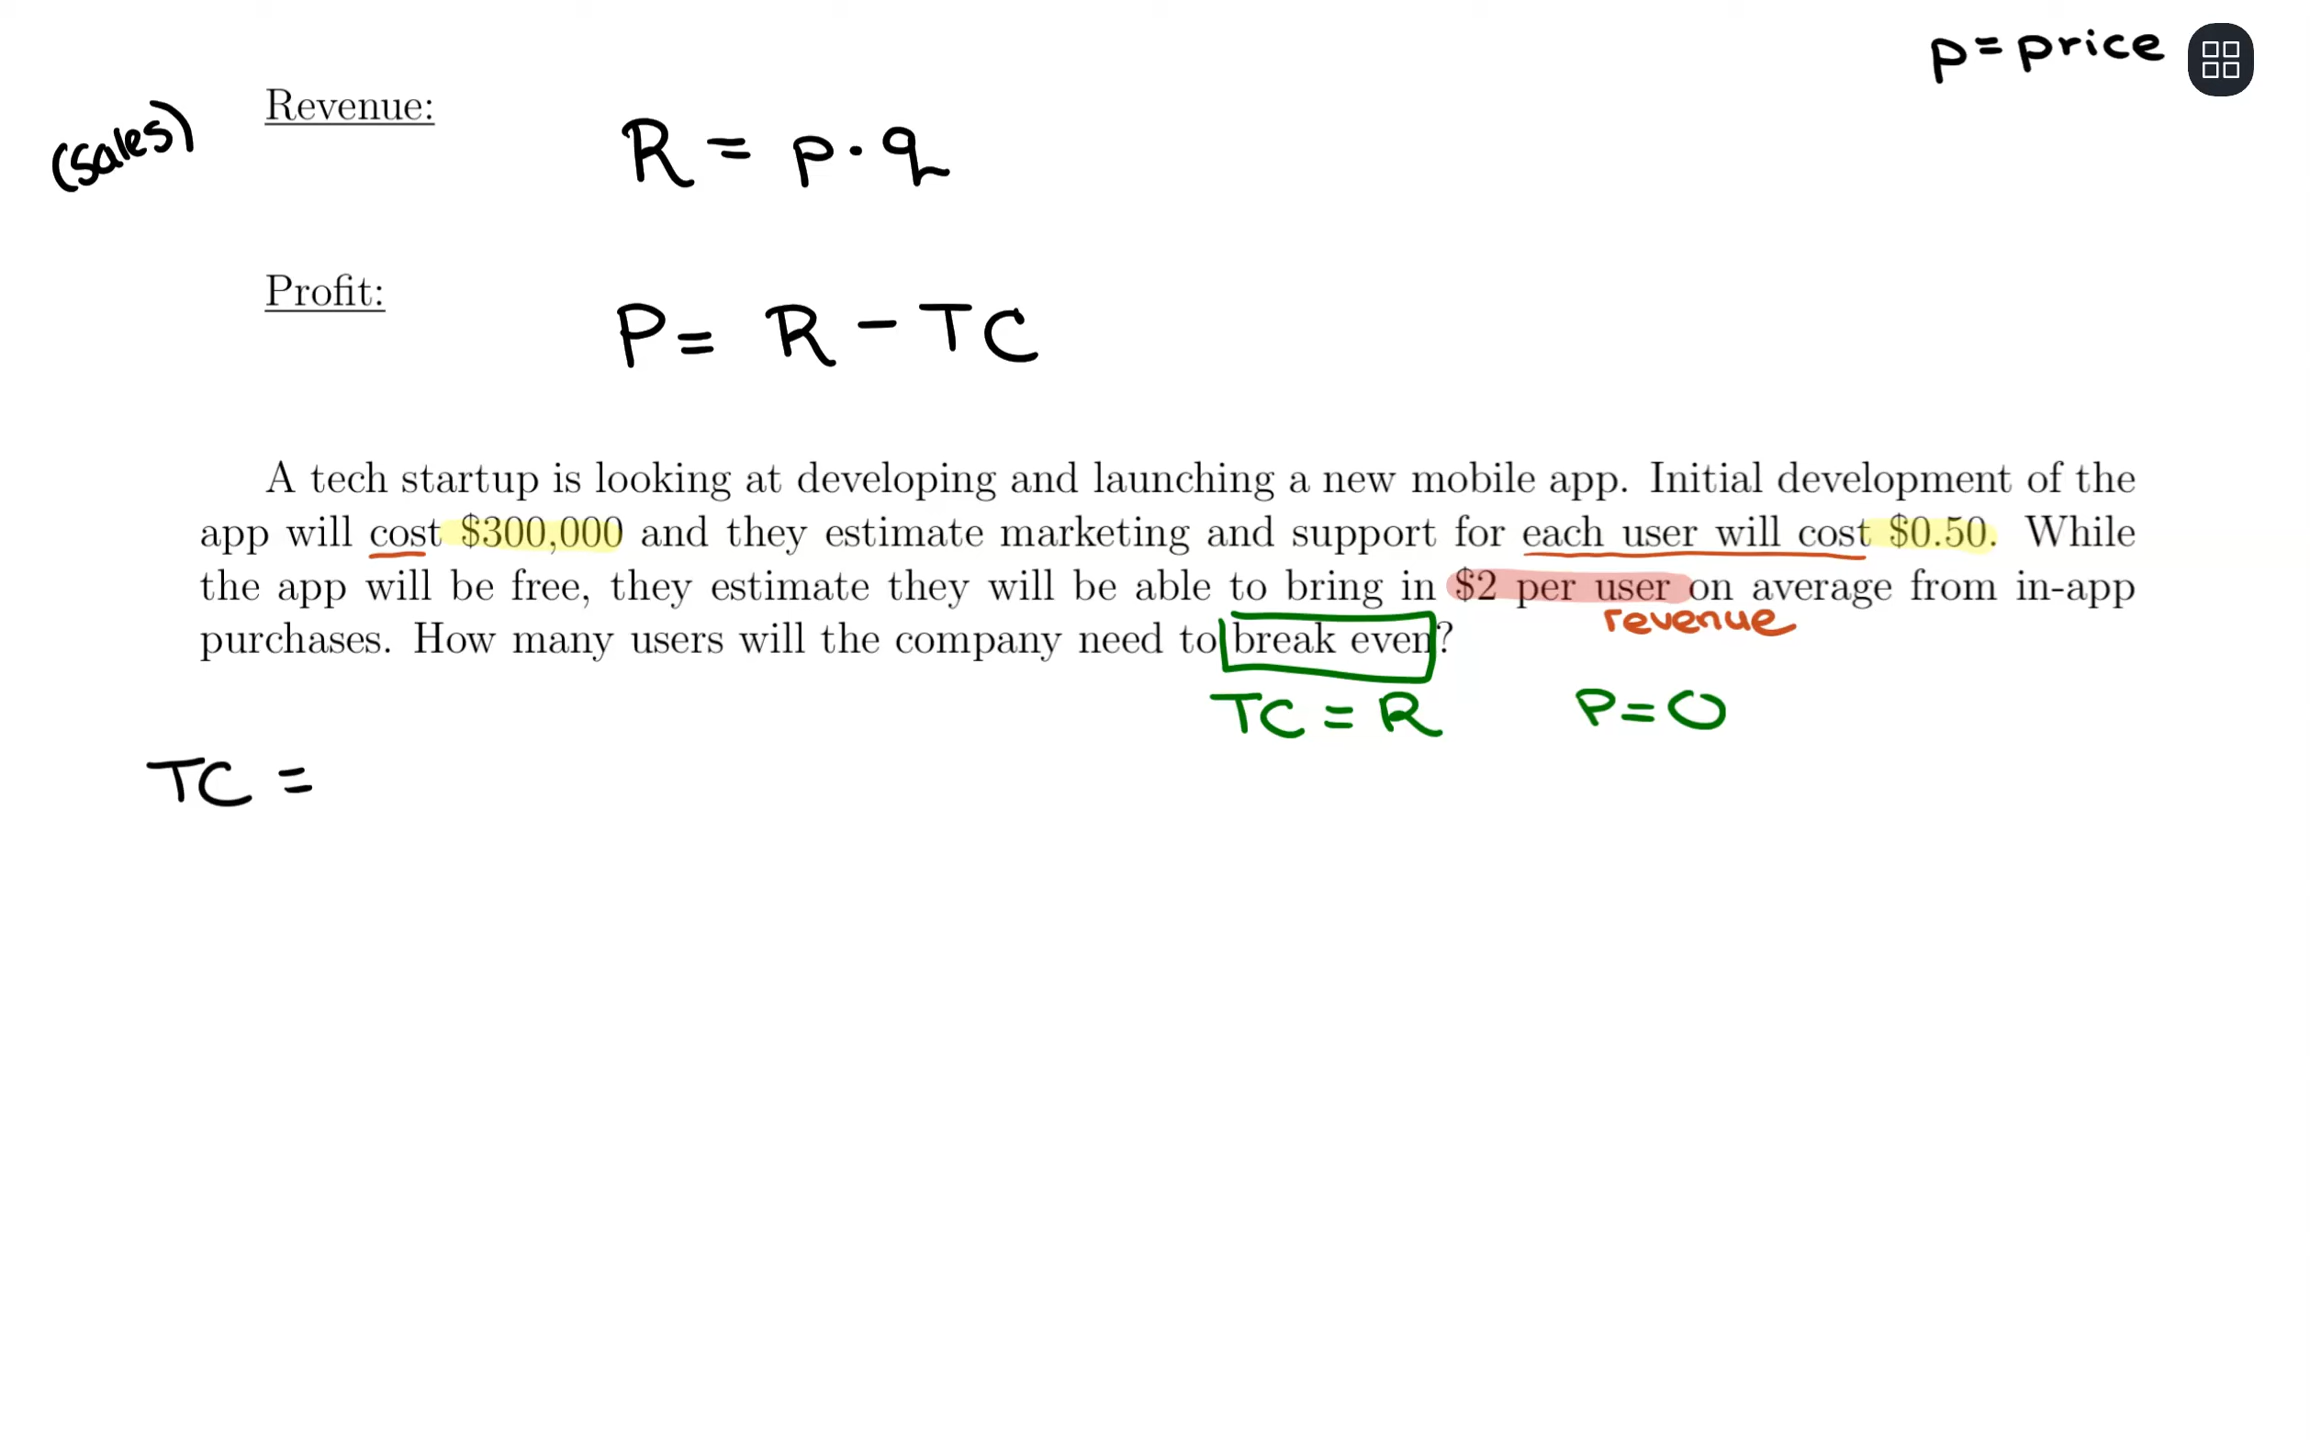 p = price
Revenue:
(sales)
R = p · q
Profit:
P = R − TC
A tech startup is looking at developing and launching a new mobile app. Initial development of the
app will cost $300,000 and they estimate marketing and support for each user will cost $0.50. While
the app will be free, they estimate they will be able to bring in $2 per user on average from in-app
revenue
purchases. How many users will the company need to break even?
TC = R P = 0
TC =